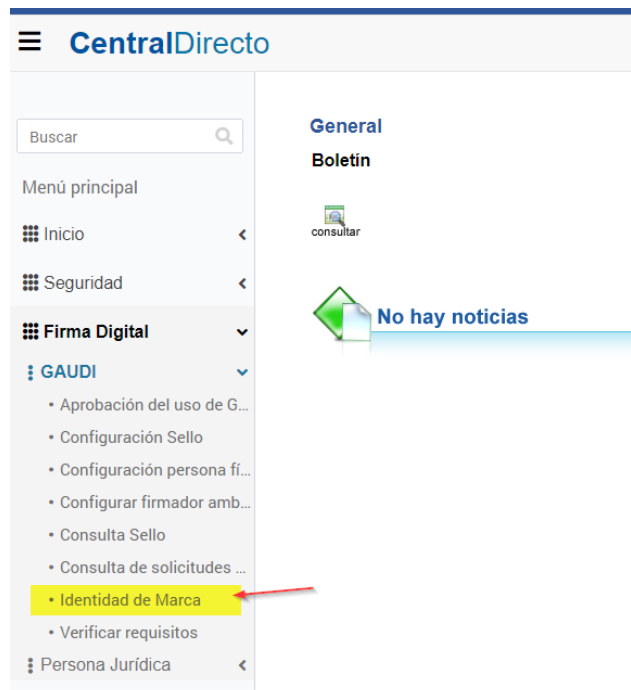 CentralDirecto
Buscar
Menú principal
Inicio
Seguridad
Firma Digital
GAUDI
• Aprobación del uso de G...
• Configuración Sello
• Configuración persona fí...
• Configurar firmador amb...
• Consulta Sello
• Consulta de solicitudes ...
• Identidad de Marca
• Verificar requisitos
Persona Jurídica
General
Boletín
consultar
No hay noticias